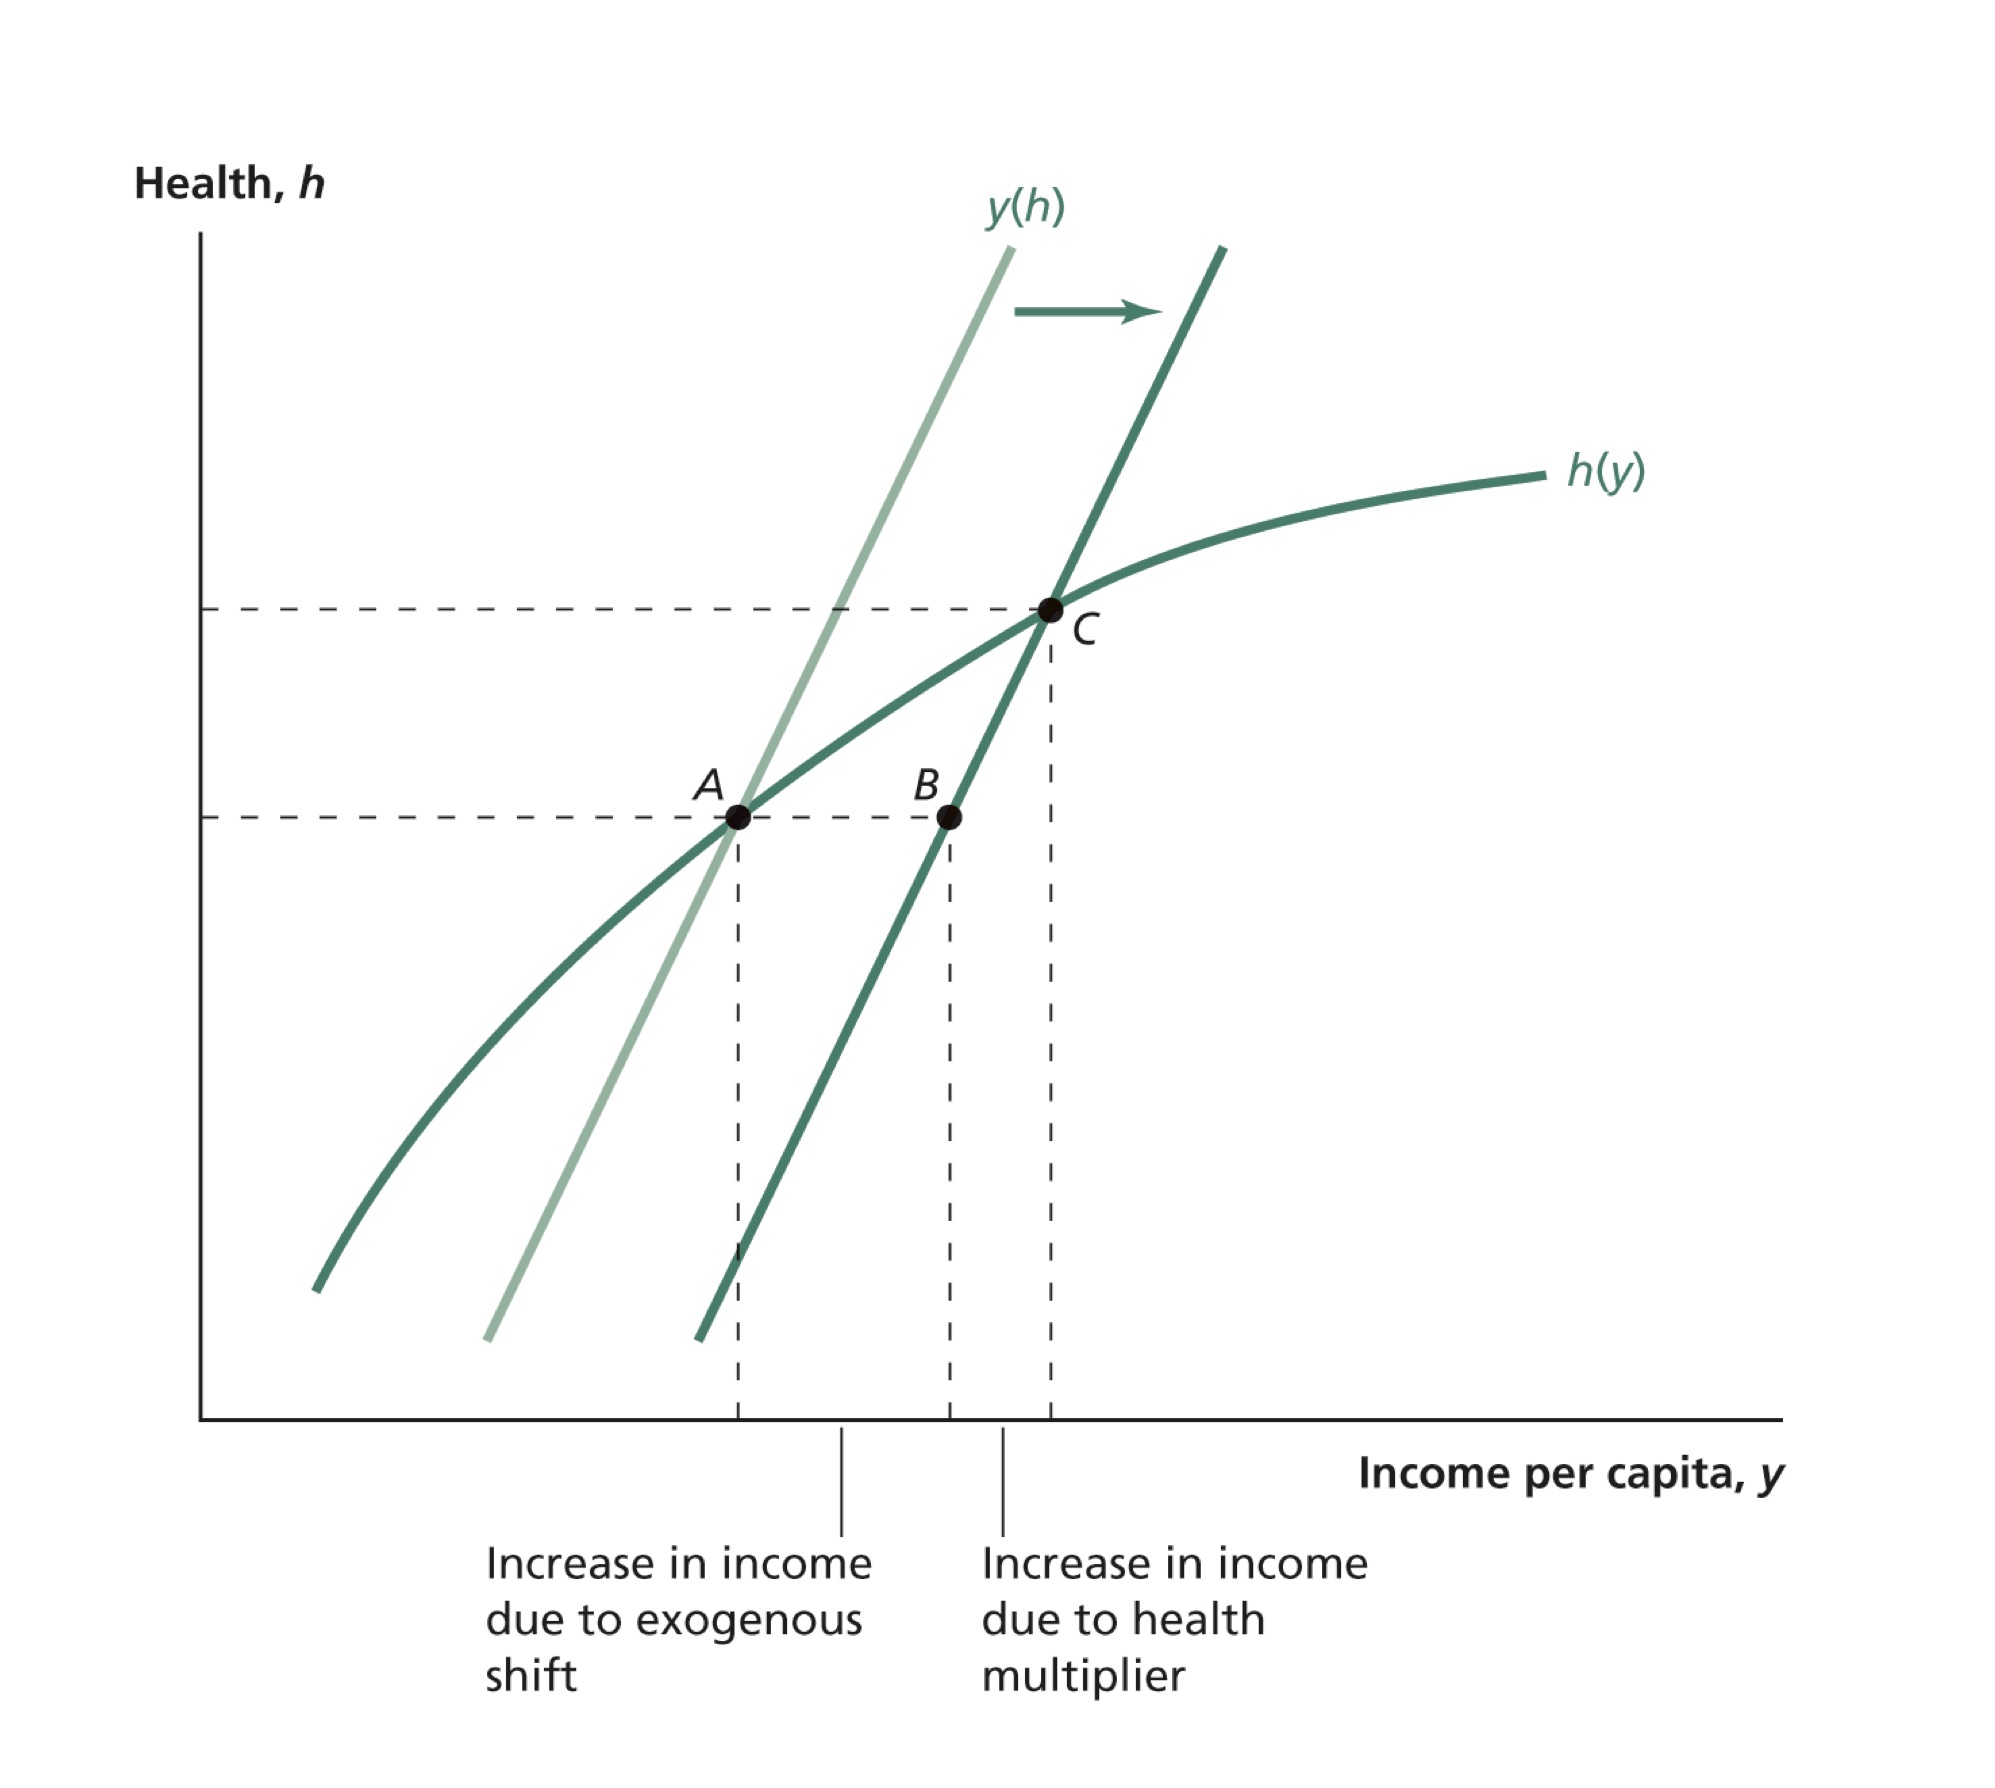 Health, h
y(h)
h(y)
C
A
B
Income per capita, y
Increase in income
due to exogenous
shift
Increase in income
due to health
multiplier